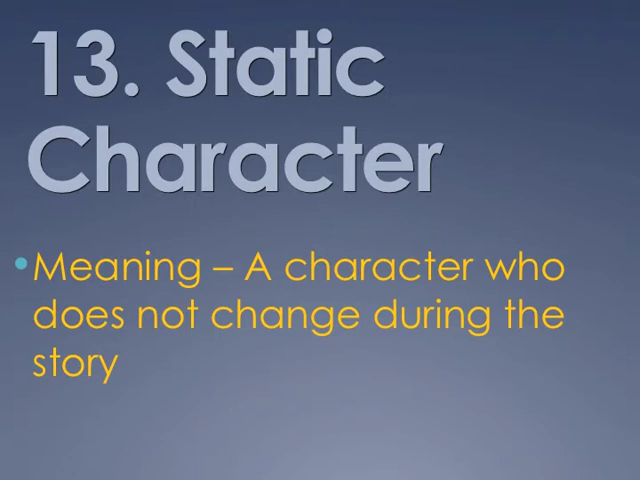 13. Static
Character
•Meaning – A character who
does not change during the
story